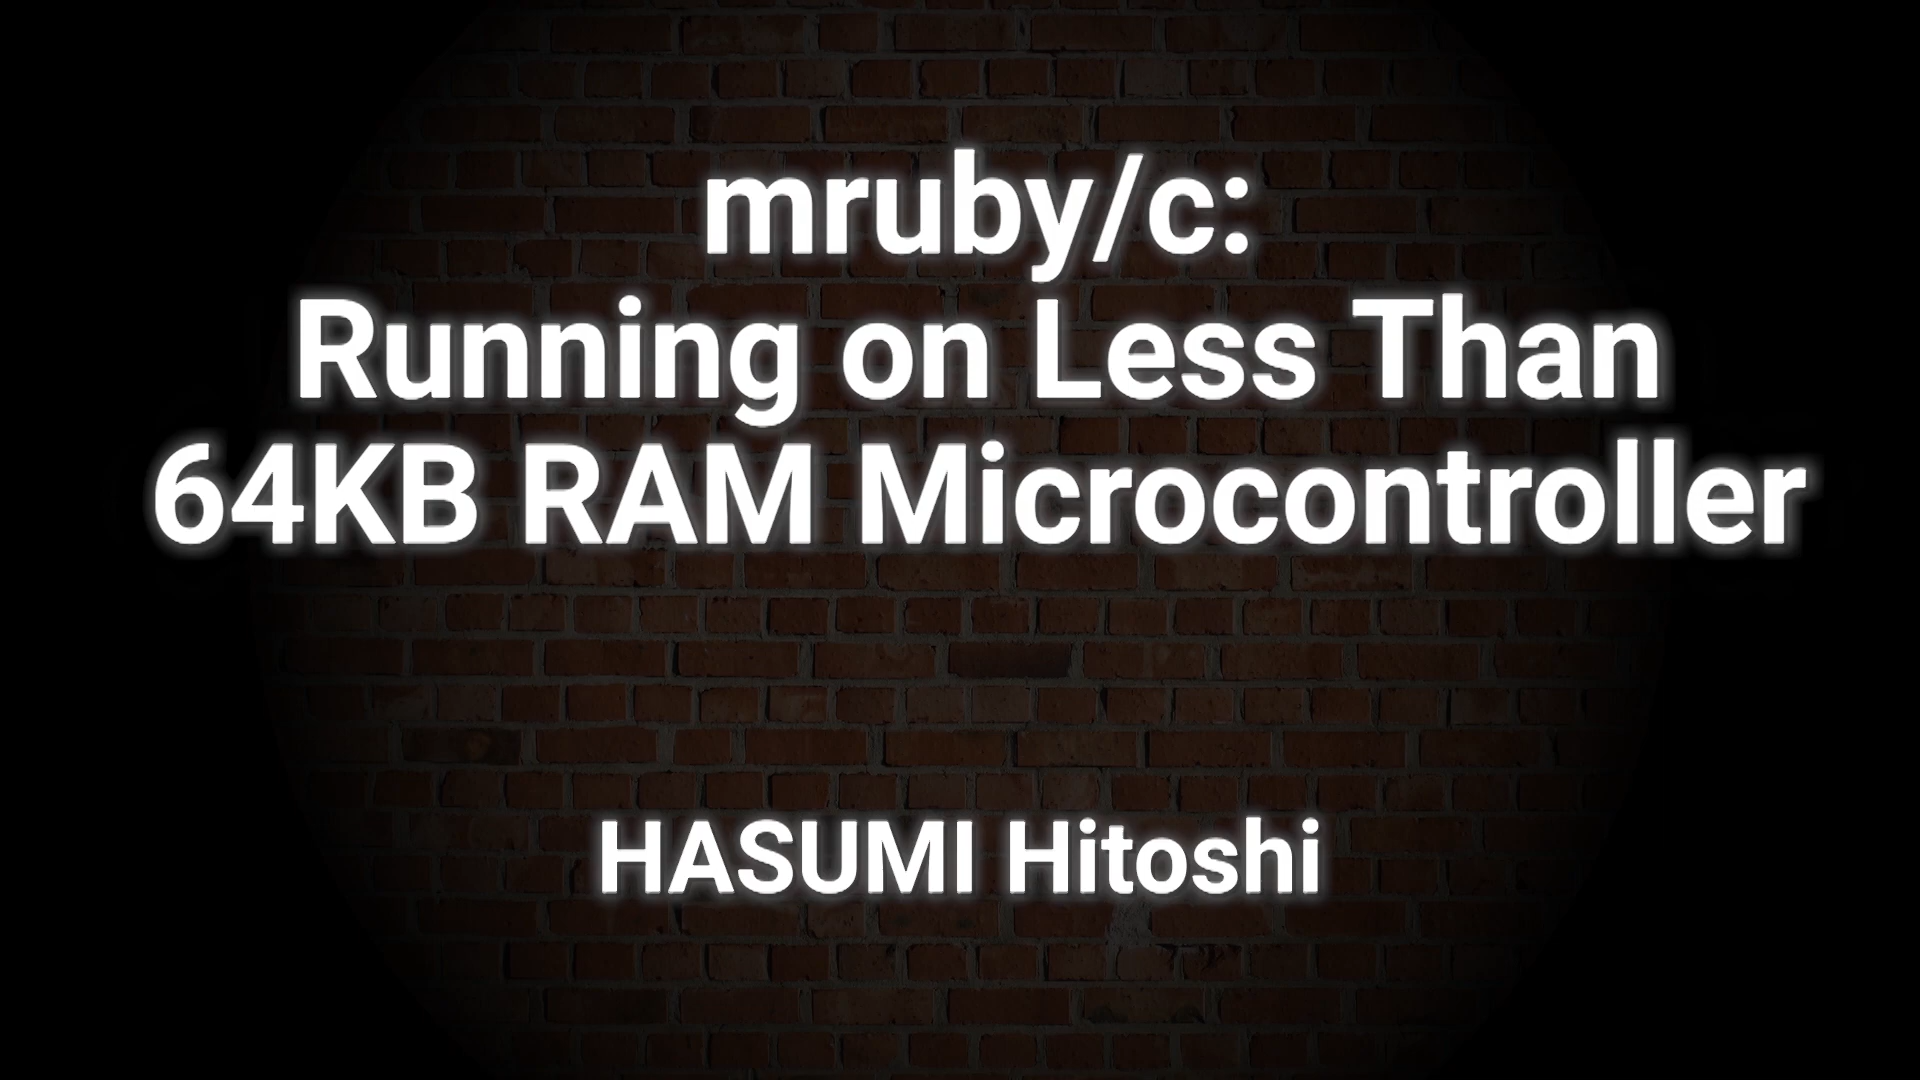 mruby/c:
Running on Less Than
64KB RAM Microcontroller
HASUMI Hitoshi